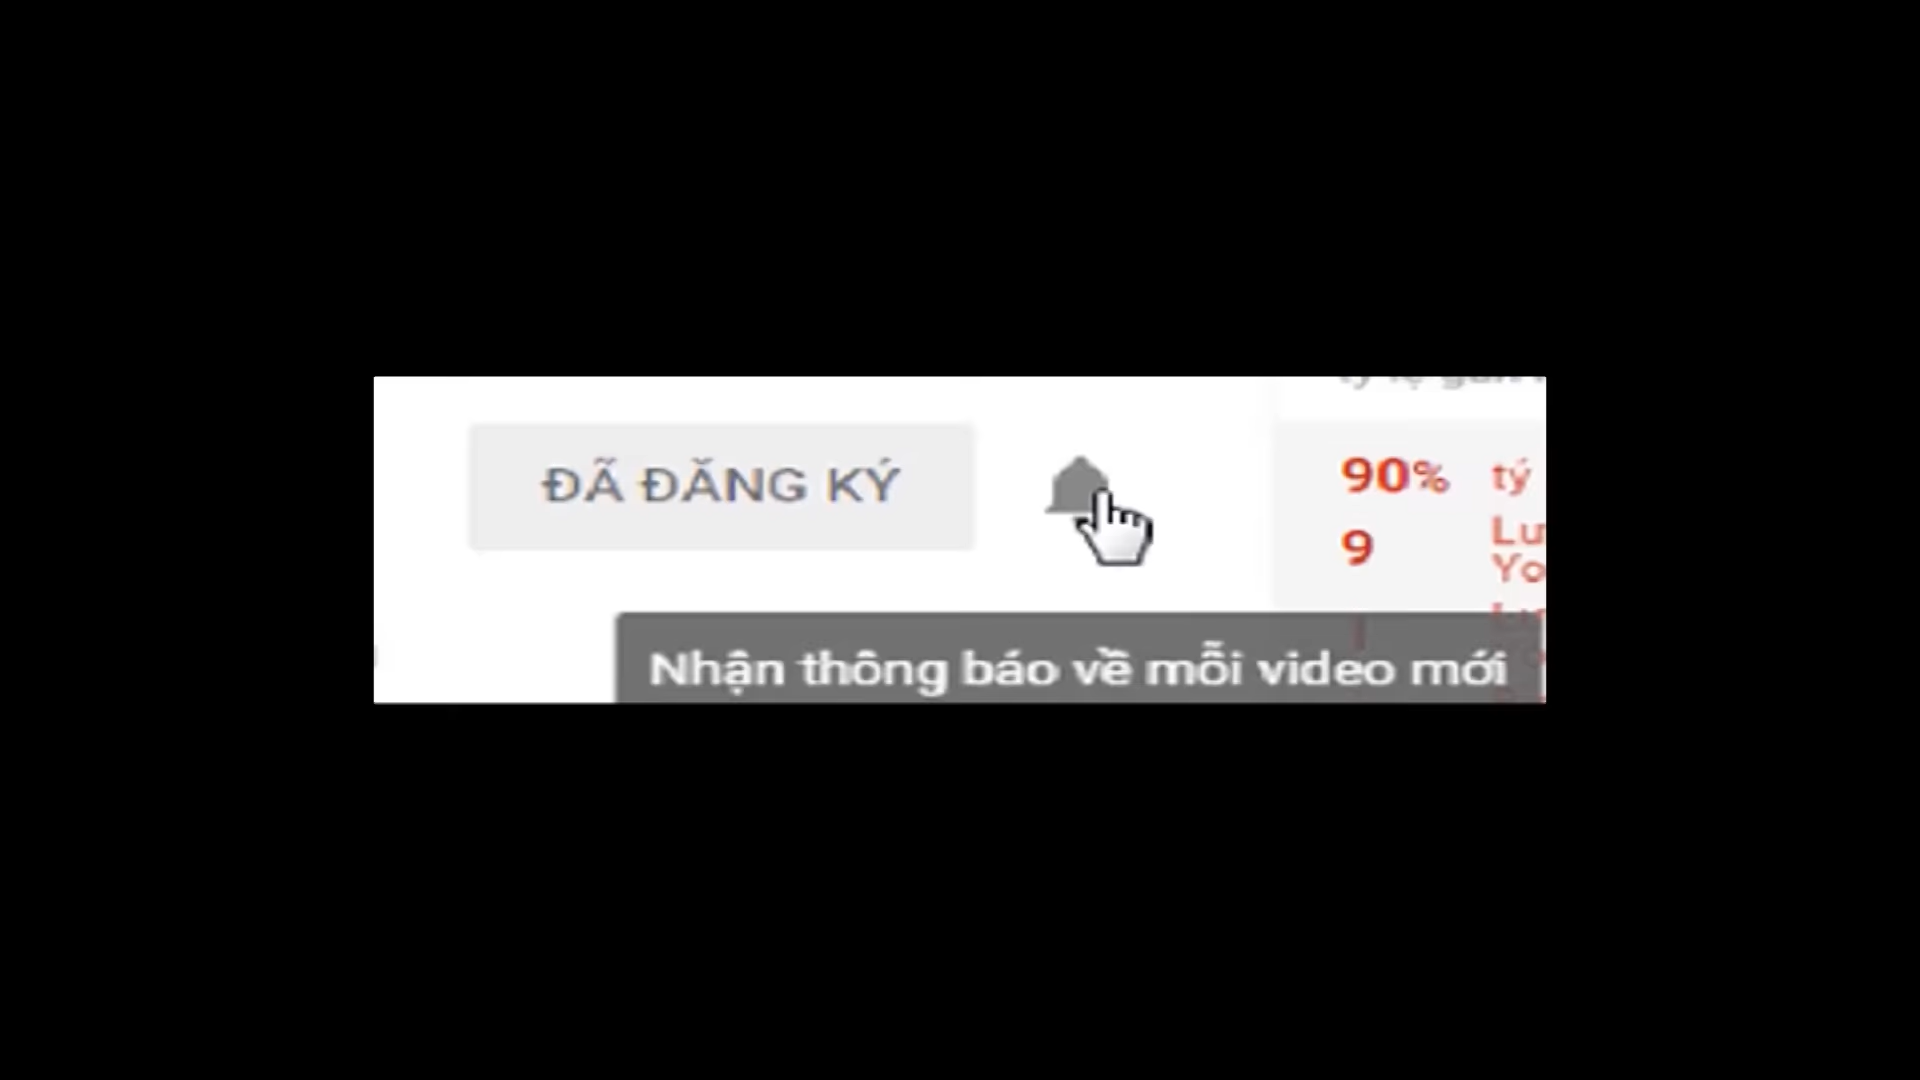 ĐÃ ĐĂNG KÝ
90% tý
9
Nhận thông báo về mỗi video mới